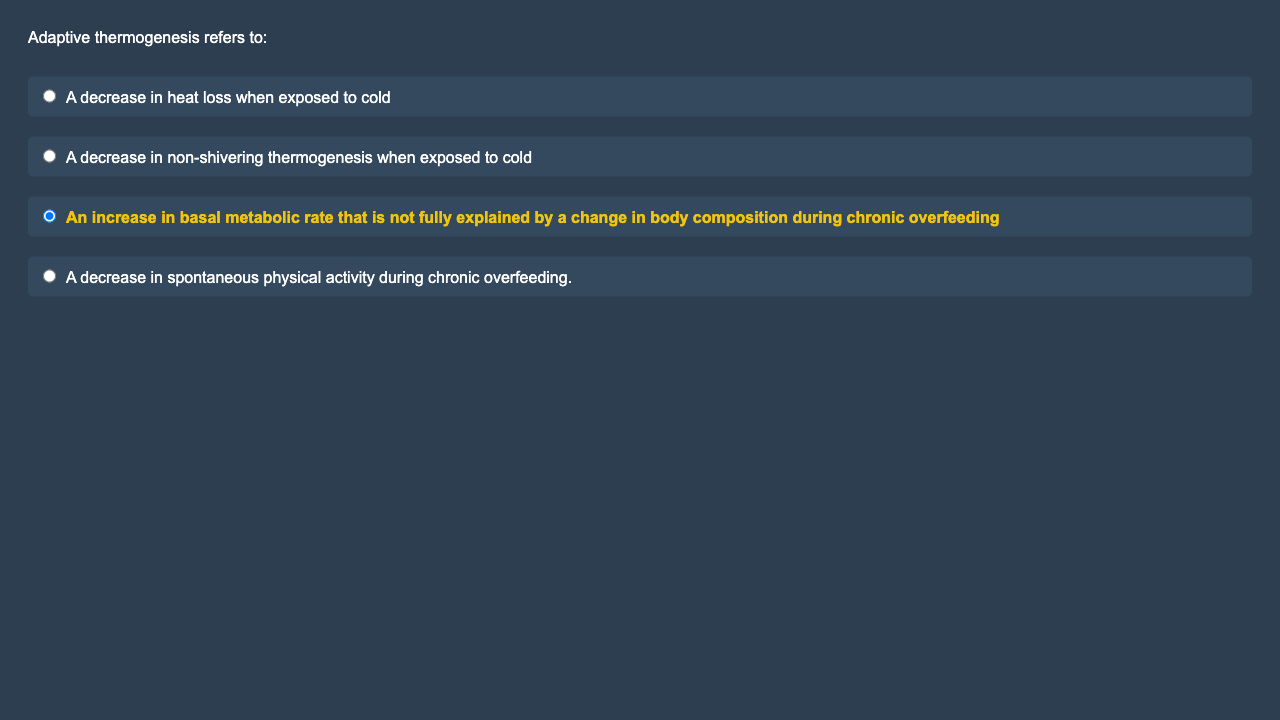 Adaptive thermogenesis refers to:
A decrease in heat loss when exposed to cold
A decrease in non-shivering thermogenesis when exposed to cold
An increase in basal metabolic rate that is not fully explained by a change in body composition during chronic overfeeding
A decrease in spontaneous physical activity during chronic overfeeding.